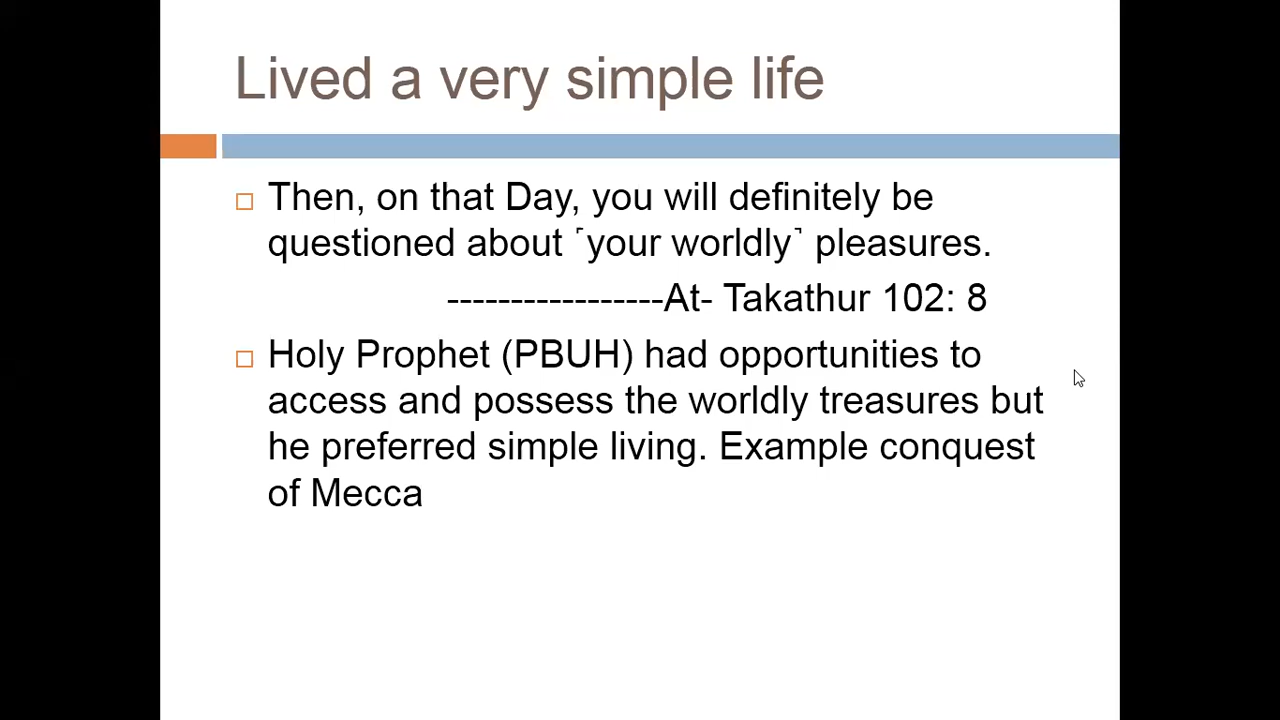 Lived a very simple life
Then, on that Day, you will definitely be
questioned about ˹your worldly˺ pleasures.
-----------------At- Takathur 102: 8
Holy Prophet (PBUH) had opportunities to
access and possess the worldly treasures but
he preferred simple living. Example conquest
of Mecca